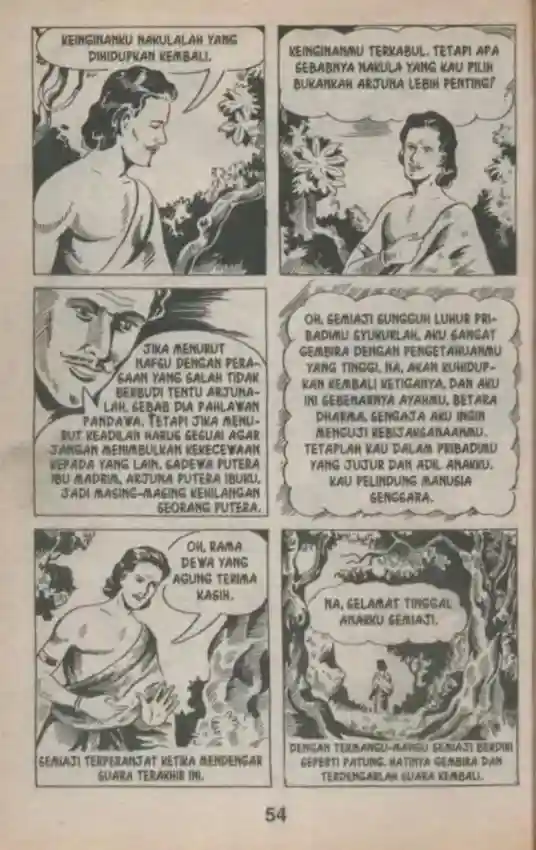 KEINGINANKU NAKULALAH YANG
DIHIDUPKAN KEMBALI.
KEINGINANMU TERKABUL. TETAPI APA
SEBABNYA NAKULA YANG KAU PILIH
BUKANKAH ARJUNA LEBIH PENTING?
JIKA MENURUT
NAFSU DENGAN PERA-
SAAN YANG SALAH TIDAK
BERBUDI TENTU ARJUNA-
LAH, SEBAB DIA PAHLAWAN
PANDAWA. TETAPI JIKA MENU-
RUT KEADILAN HARUS SESUAI AGAR
JANGAN MENIMBULKAN KEKECEWAAN
KEPADA YANG LAIN. SADEWA PUTERA
IBU MADRIM, ARJUNA PUTERA IBUKU,
JADI MASING-MASING KEHILANGAN
SEORANG PUTERA.
OH, SEMIAJI SUNGGUH LUHUR PRI-
BADIMU SYUKURLAH, AKU SANGAT
GEMBIRA DENGAN PENGETAHUANMU
YANG TINGGI. NA, AKAN KUHIDUP-
KAN KEMBALI KETIGANYA, DAN AKU
INI SEBENARNYA AYAHMU, BETARA
DHARMA, SENGAJA AKU INGIN
MENGUJI KEBIJAKSANAANMU.
TETAPLAH KAU DALAM PRIBADIMU
YANG JUJUR DAN ADIL ANAKKU.
KAU PELINDUNG MANUSIA
SENGSARA.
OH, RAMA
DEWA YANG
AGUNG TERIMA
KASIH.
SEMIAJI TERPERANJAT KETIKA MENDENGAR
SUARA TERAKHIR INI.
NA, SELAMAT TINGGAL
ANAKKU SEMIAJI.
DENGAN TERMANGU-MANGU SEMIAJI BERDIRI
SEPERTI PATUNG. HATINYA GEMBIRA DAN
TERDENGARLAH SUARA KEMBALI.
54